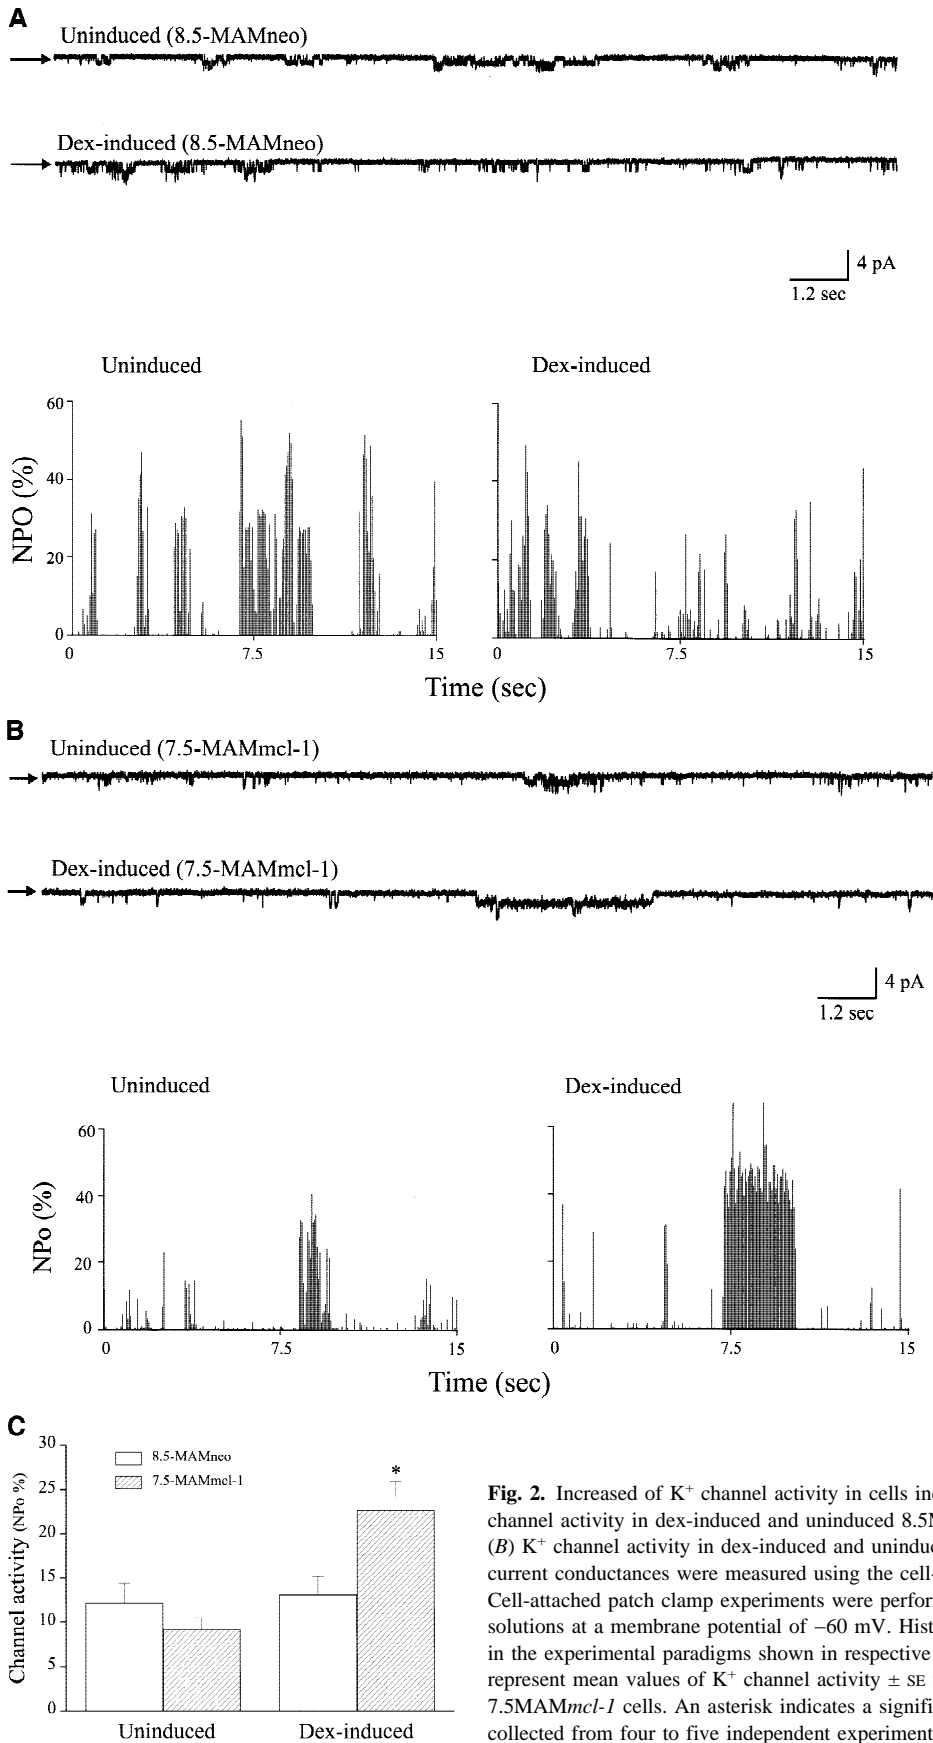 A
Uninduced (8.5-MAMneo)
Dex-induced (8.5-MAMneo)
4 pA
1.2 sec
Uninduced
Dex-induced
60
40
20
0
NPO (%)
0
7.5
15
0
7.5
15
Time (sec)
B
Uninduced (7.5-MAMmcl-1)
Dex-induced (7.5-MAMmcl-1)
4 pA
1.2 sec
Uninduced
Dex-induced
60
40
20
0
NPo (%)
0
7.5
15
0
7.5
15
Time (sec)
C
30
25
20
15
10
5
0
Channel activity (NPo %)
8.5-MAMneo
7.5-MAMmcl-1
*
Uninduced
Dex-induced
Fig. 2. Increased of K+ channel activity in cells in
channel activity in dex-induced and uninduced 8.5
(B) K+ channel activity in dex-induced and unindu
current conductances were measured using the cell-
Cell-attached patch clamp experiments were perfor
solutions at a membrane potential of −60 mV. Hist
in the experimental paradigms shown in respective
represent mean values of K+ channel activity ± SE
7.5MAMmcl-1 cells. An asterisk indicates a signifi
collected from four to five independent experiment